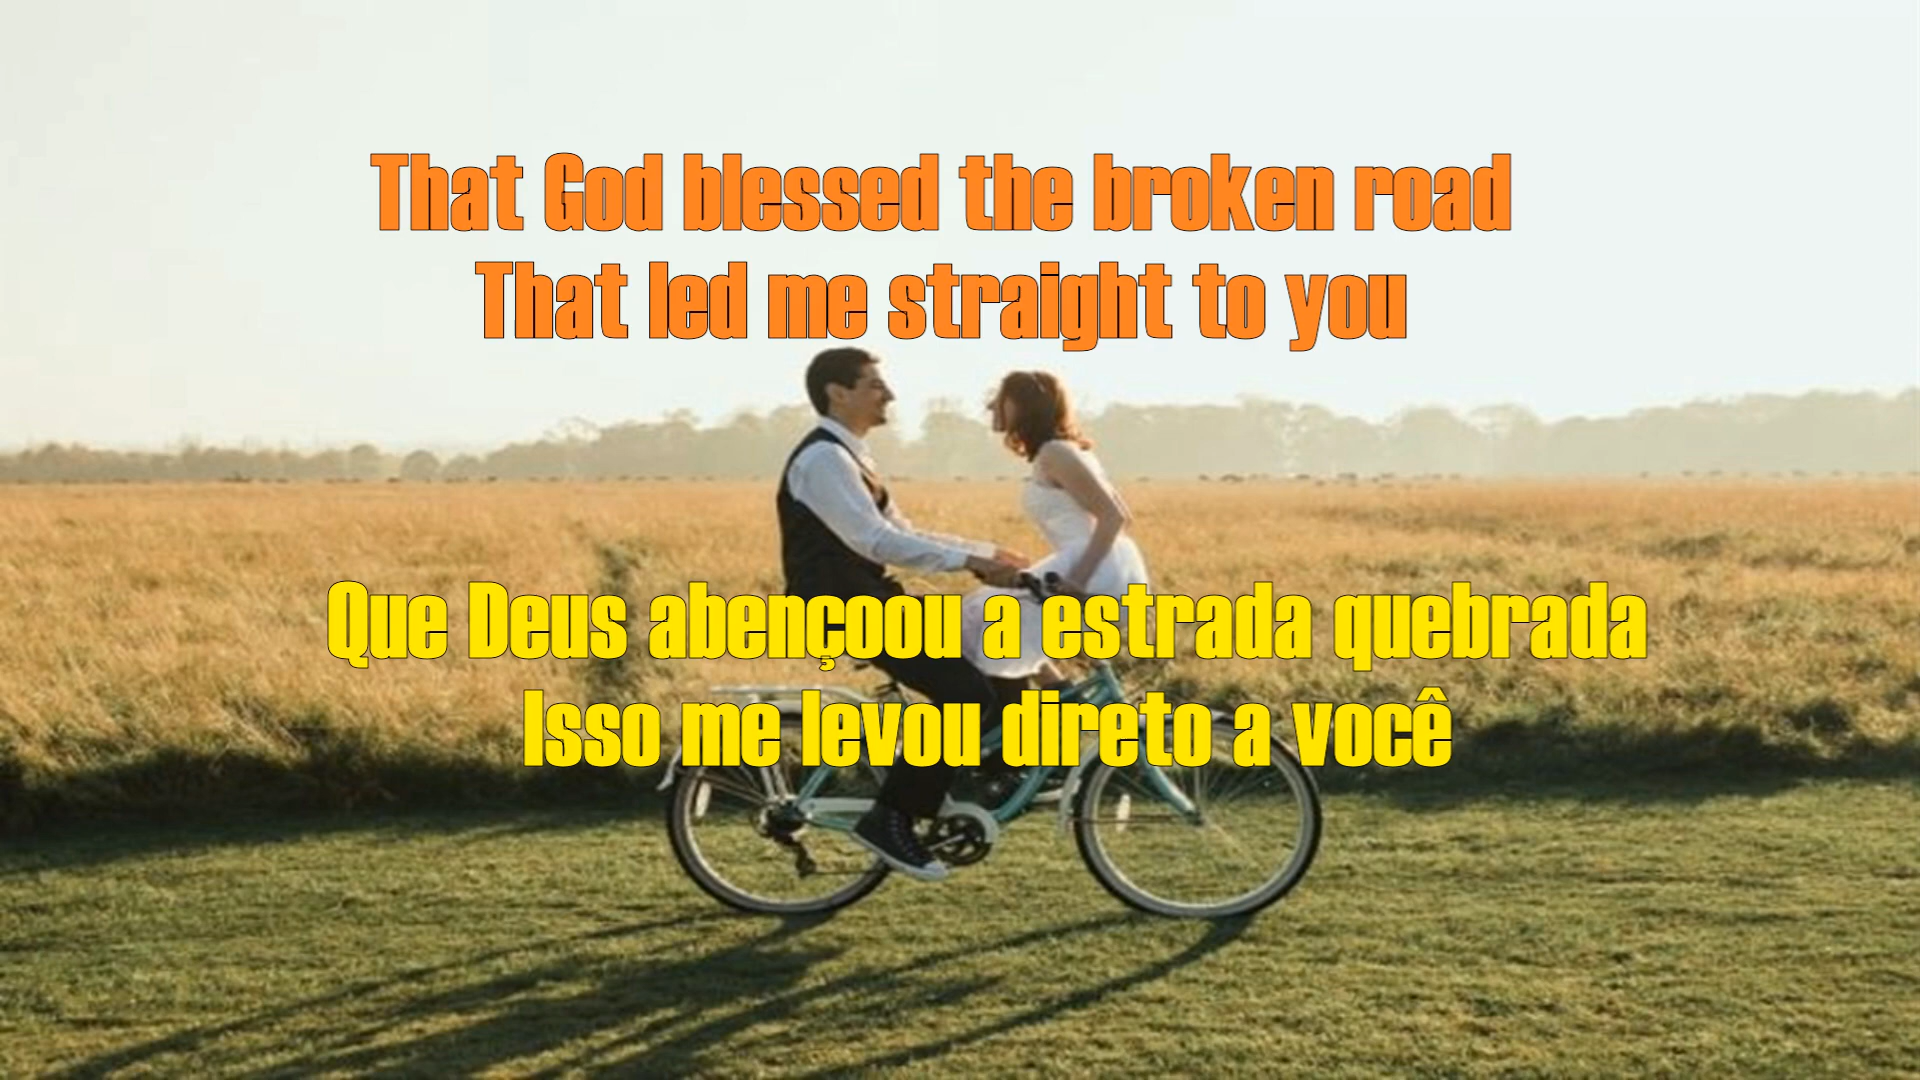 That God blessed the broken road
That led me straight to you
Que Deus abençoou a estrada quebrada
Isso me levou direto a você